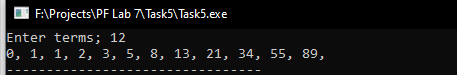 F:\Projects\PF Lab 7\Task5\Task5.exe
Enter terms; 12
0, 1, 1, 2, 3, 5, 8, 13, 21, 34, 55, 89,
--------------------------------